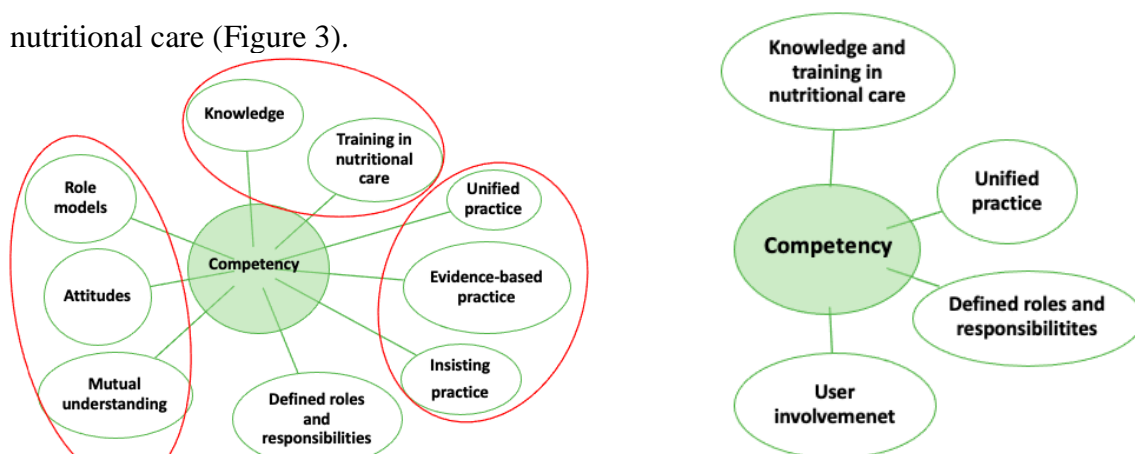 nutritional care (Figure 3).
Knowledge
Training in
nutritional care
Role
models
Unified
practice
Competency
Attitudes
Evidence-based
practice
Mutual
understanding
Insisting
practice
Defined roles
and
responsibilities
Knowledge and
training in
nutritional care
Unified
practice
Competency
Defined roles and
responsibilitites
User
involvemenet